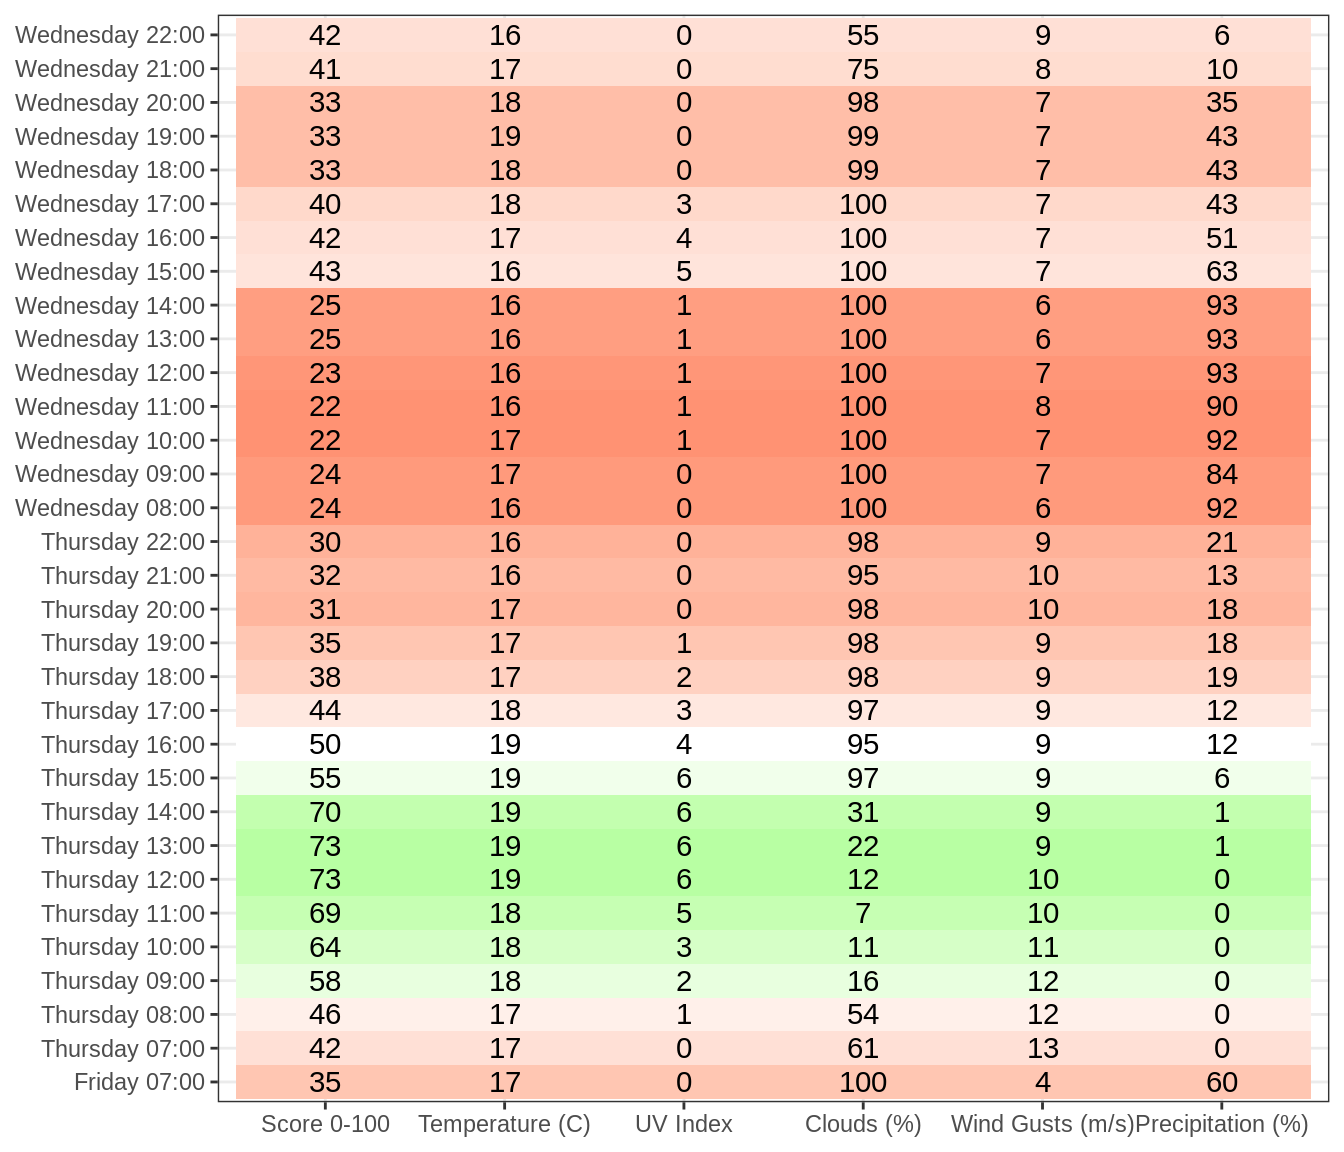 Wednesday 22:00 42 16 0 55 9 6
Wednesday 21:00 41 17 0 75 8 10
Wednesday 20:00 33 18 0 98 7 35
Wednesday 19:00 33 19 0 99 7 43
Wednesday 18:00 33 18 0 99 7 43
Wednesday 17:00 40 18 3 100 7 43
Wednesday 16:00 42 17 4 100 7 51
Wednesday 15:00 43 16 5 100 7 63
Wednesday 14:00 25 16 1 100 6 93
Wednesday 13:00 25 16 1 100 6 93
Wednesday 12:00 23 16 1 100 7 93
Wednesday 11:00 22 16 1 100 8 90
Wednesday 10:00 22 17 1 100 7 92
Wednesday 09:00 24 17 0 100 7 84
Wednesday 08:00 24 16 0 100 6 92
Thursday 22:00 30 16 0 98 9 21
Thursday 21:00 32 16 0 95 10 13
Thursday 20:00 31 17 0 98 10 18
Thursday 19:00 35 17 1 98 9 18
Thursday 18:00 38 17 2 98 9 19
Thursday 17:00 44 18 3 97 9 12
Thursday 16:00 50 19 4 95 9 12
Thursday 15:00 55 19 6 97 9 6
Thursday 14:00 70 19 6 31 9 1
Thursday 13:00 73 19 6 22 9 1
Thursday 12:00 73 19 6 12 10 0
Thursday 11:00 69 18 5 7 10 0
Thursday 10:00 64 18 3 11 11 0
Thursday 09:00 58 18 2 16 12 0
Thursday 08:00 46 17 1 54 12 0
Thursday 07:00 42 17 0 61 13 0
Friday 07:00 35 17 0 100 4 60
Score 0-100 Temperature (C) UV Index Clouds (%) Wind Gusts (m/s) Precipitation (%)